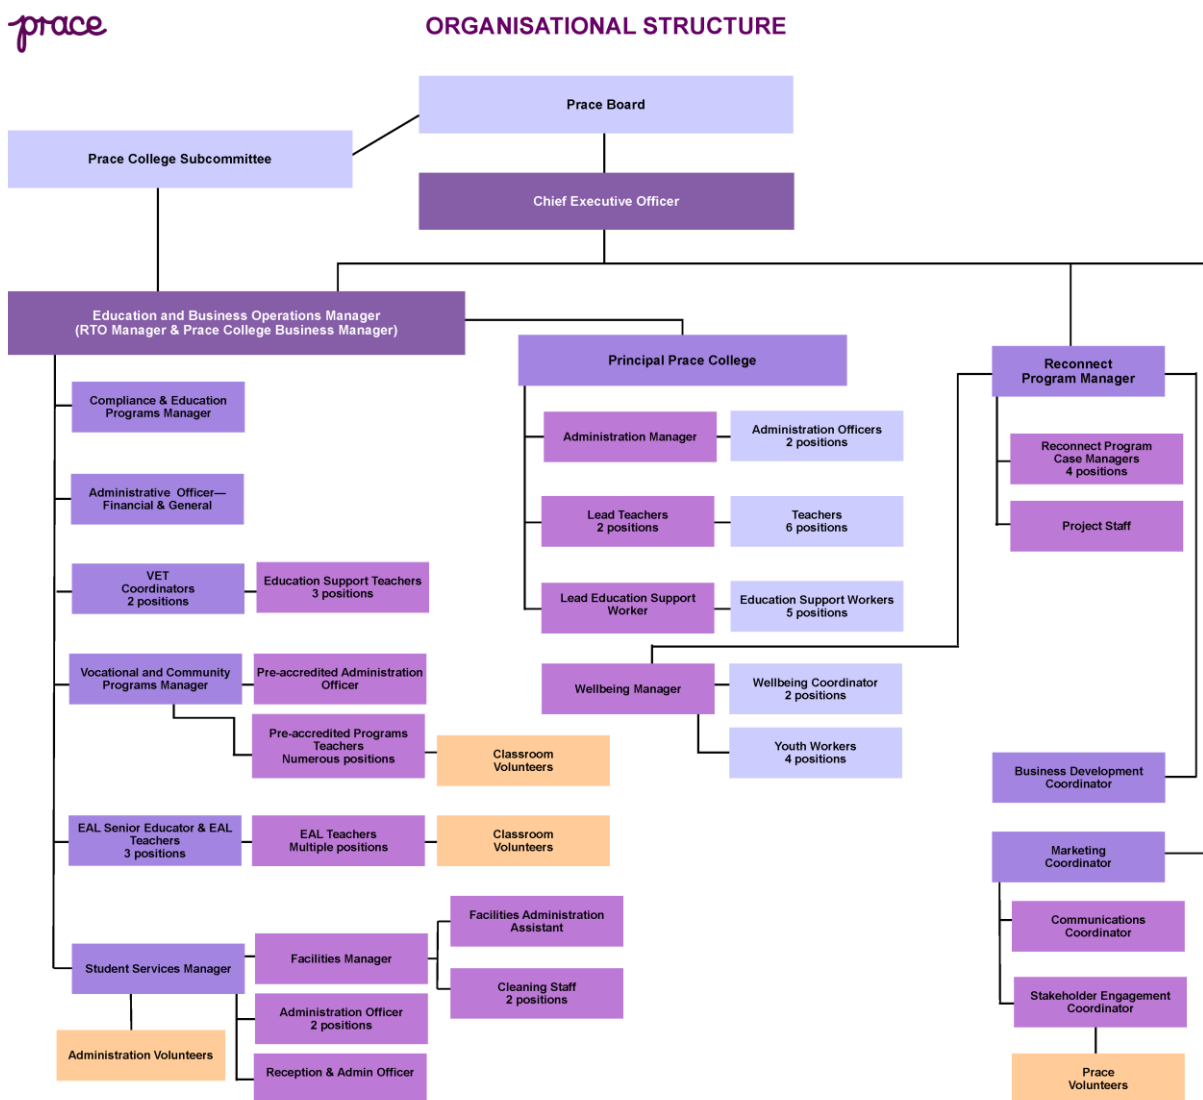 prace
ORGANISATIONAL STRUCTURE
Prace Board
Prace College Subcommittee
Chief Executive Officer
Education and Business Operations Manager
(RTO Manager & Prace College Business Manager)
Principal Prace College
Reconnect
Program Manager
Compliance & Education
Programs Manager
Administration Manager
Administration Officers
2 positions
Reconnect Program
Case Managers
4 positions
Administrative Officer—
Financial & General
Lead Teachers
2 positions
Teachers
6 positions
Project Staff
VET
Coordinators
2 positions
Education Support Teachers
3 positions
Lead Education Support
Worker
Education Support Workers
5 positions
Vocational and Community
Programs Manager
Pre-accredited Administration
Officer
Wellbeing Manager
Wellbeing Coordinator
2 positions
Pre-accredited Programs
Teachers
Numerous positions
Classroom
Volunteers
Youth Workers
4 positions
Business Development
Coordinator
EAL Senior Educator & EAL
Teachers
3 positions
EAL Teachers
Multiple positions
Classroom
Volunteers
Marketing
Coordinator
Facilities Administration
Assistant
Communications
Coordinator
Student Services Manager
Facilities Manager
Cleaning Staff
2 positions
Stakeholder Engagement
Coordinator
Administration Officer
2 positions
Administration Volunteers
Reception & Admin Officer
Prace
Volunteers